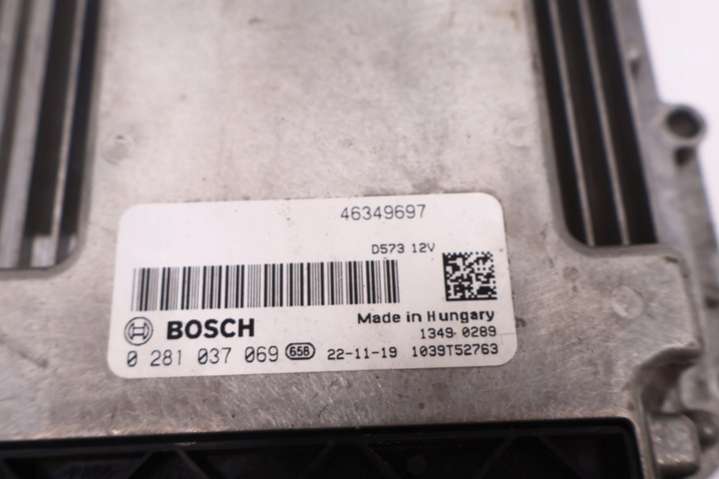 46349697
D573 12V
Made in Hungary
BOSCH
1349 0289
0 281 037 069 658 22-11-19 1039T52763